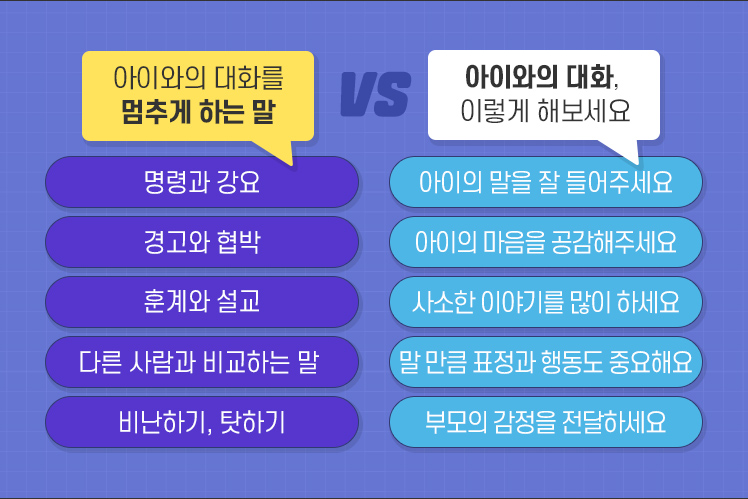 아이와의 대화를
멈추게 하는 말
VS
아이와의 대화,
이렇게 해보세요
명령과 강요
경고와 협박
훈계와 설교
다른 사람과 비교하는 말
비난하기, 탓하기
아이의 말을 잘 들어주세요
아이의 마음을 공감해주세요
사소한 이야기를 많이 하세요
말 만큼 표정과 행동도 중요해요
부모의 감정을 전달하세요